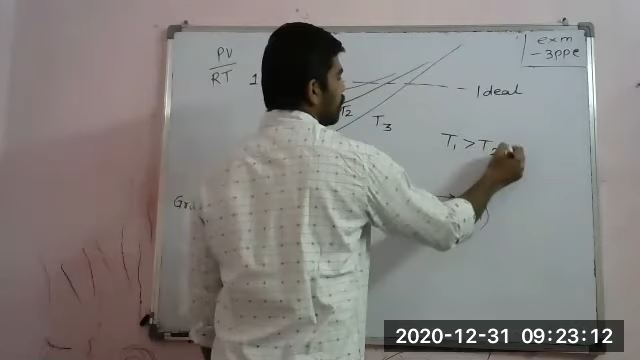 PV
exm
-3ppe
RT
1
- Ideal
T2
T3
T1 > T2
2020-12-31 09:23:12